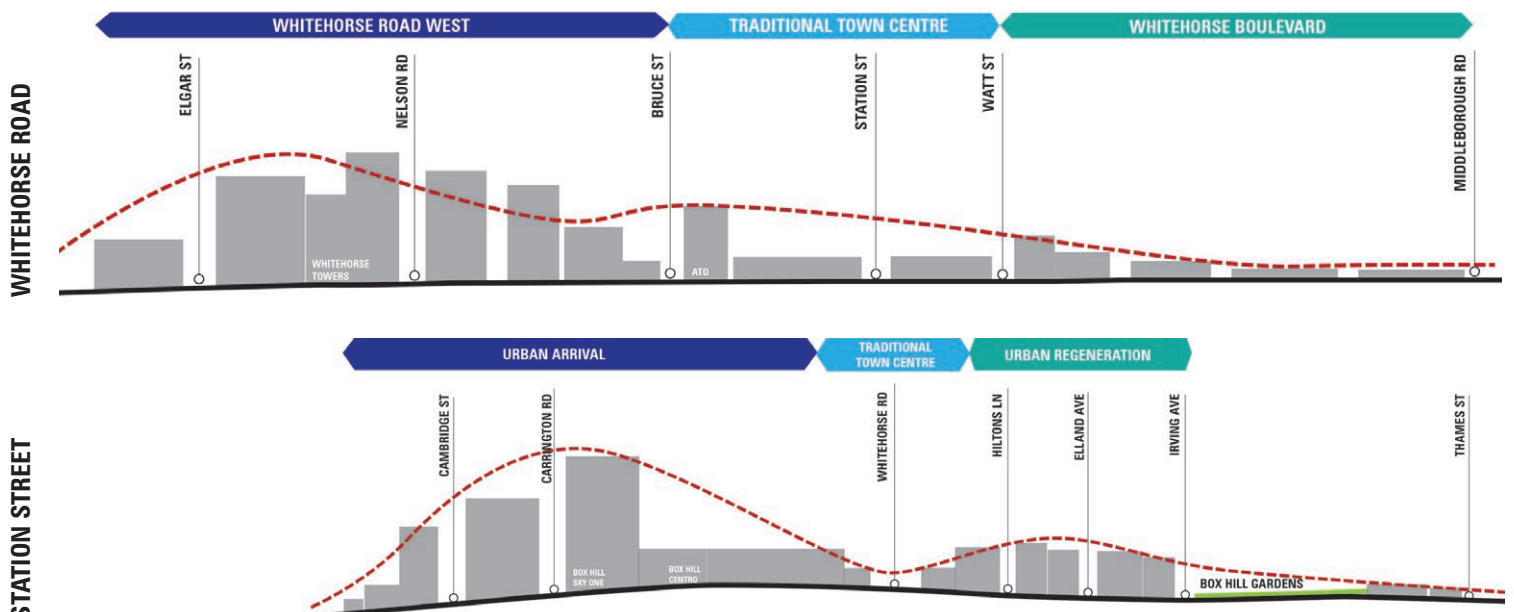 WHITEHORSE ROAD
WHITEHORSE ROAD WEST
TRADITIONAL TOWN CENTRE
WHITEHORSE BOULEVARD
ELGAR ST
NELSON RD
BRUCE ST
STATION ST
WATT ST
MIDDLEBOROUGH RD
WHITEHORSE
TOWERS
ATO
STATION STREET
URBAN ARRIVAL
TRADITIONAL
TOWN CENTRE
URBAN REGENERATION
CAMBRIDGE ST
CARRINGTON RD
WHITEHORSE RD
HILTONS LN
ELLAND AVE
IRVING AVE
THAMES ST
BOX HILL
SKY ONE
BOX HILL
CENTRO
BOX HILL GARDENS